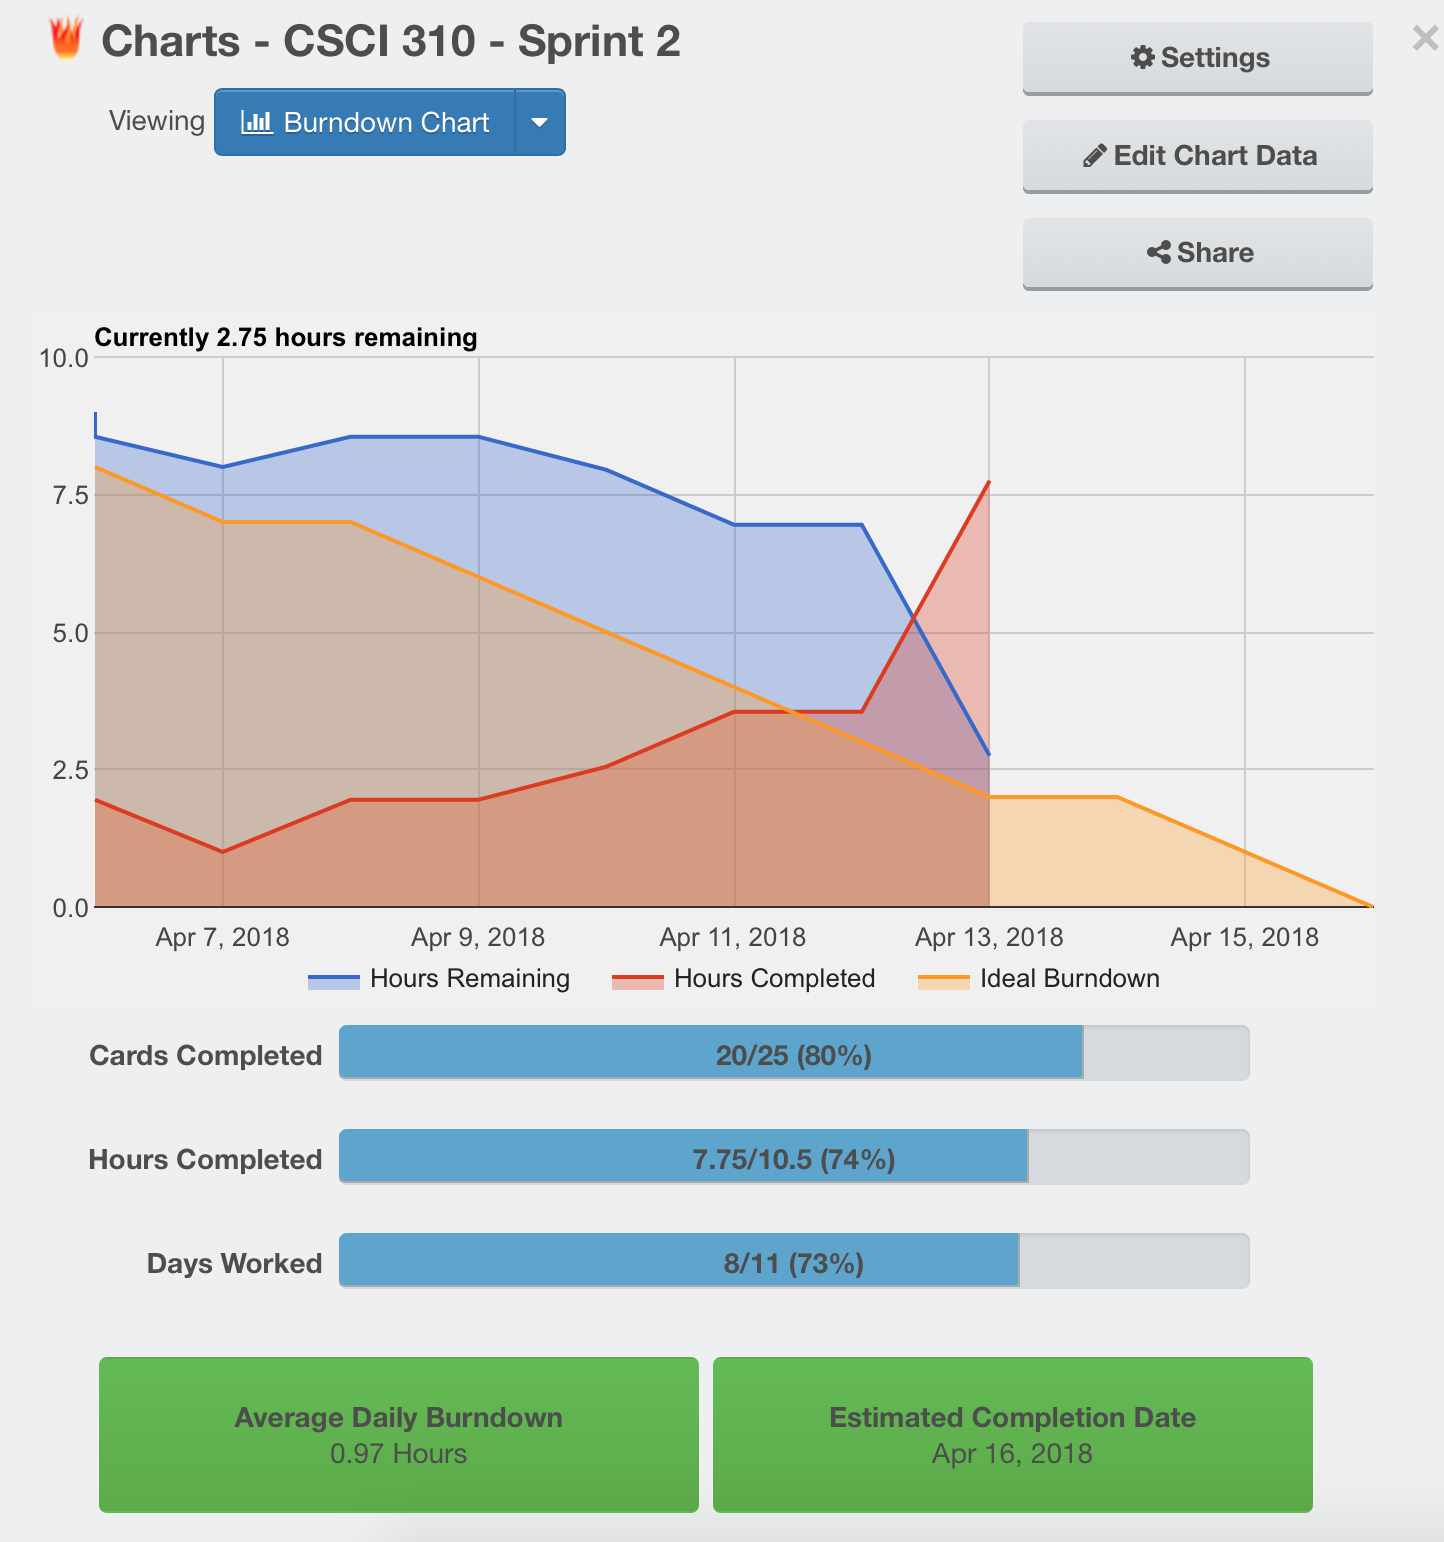 Charts - CSCI 310 - Sprint 2
Settings
Viewing
Burndown Chart
Edit Chart Data
Share
Currently 2.75 hours remaining
10.0
7.5
5.0
2.5
0.0
Apr 7, 2018
Apr 9, 2018
Apr 11, 2018
Apr 13, 2018
Apr 15, 2018
Hours Remaining
Hours Completed
Ideal Burndown
Cards Completed
20/25 (80%)
Hours Completed
7.75/10.5 (74%)
Days Worked
8/11 (73%)
Average Daily Burndown
0.97 Hours
Estimated Completion Date
Apr 16, 2018